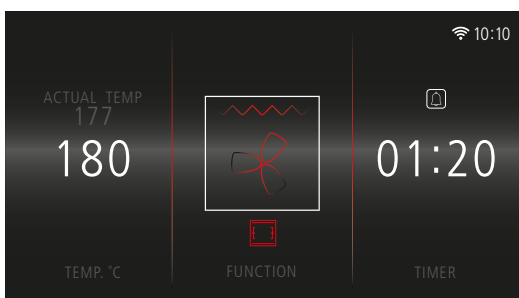 10:10
ACTUAL TEMP
177
180
01:20
TEMP. °C
FUNCTION
TIMER